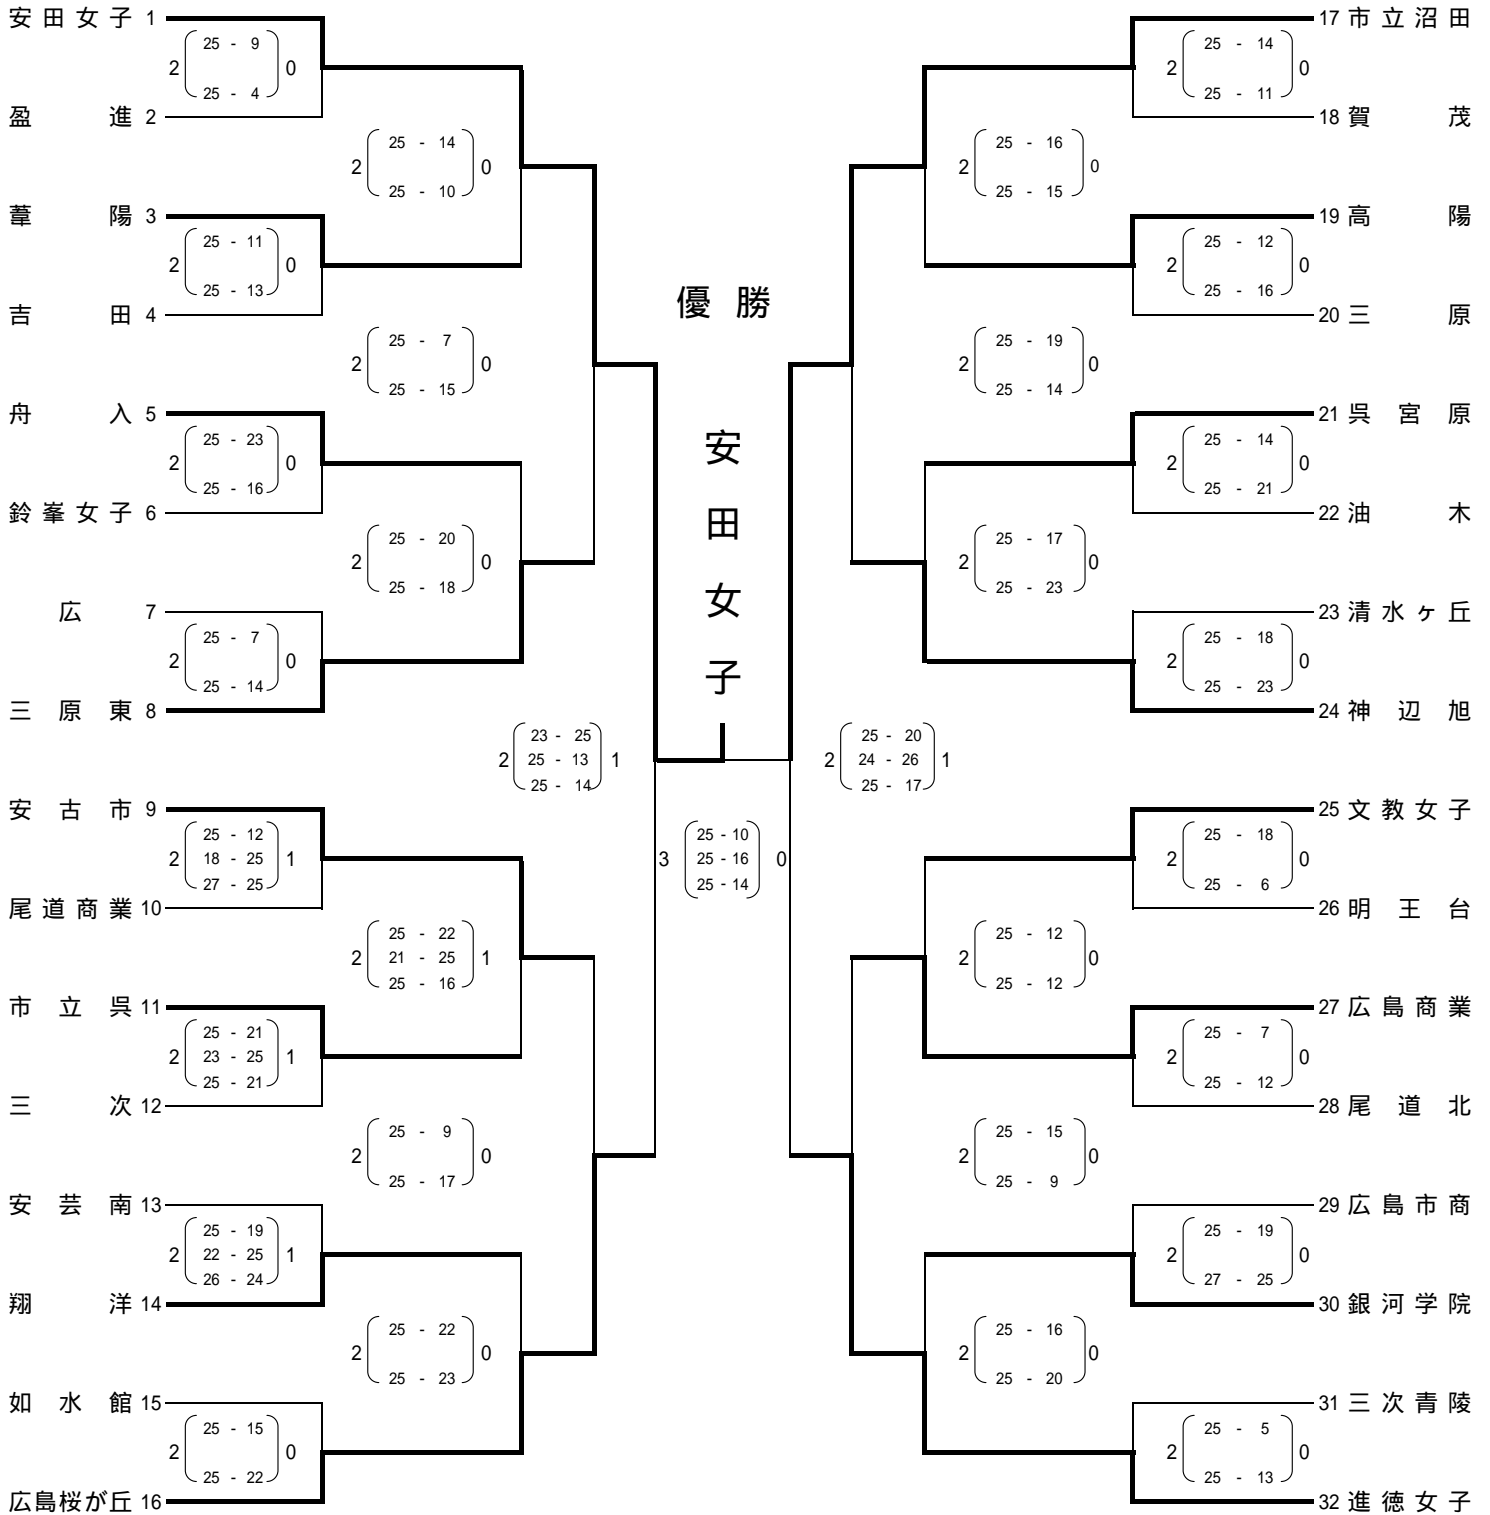 安田女子 1
25 - 9
2 0
25 - 4
盈進 2
25 - 14
2 0
25 - 10
葦陽 3
25 - 11
2 0
25 - 13
吉田 4
25 - 7
2 0
25 - 15
舟入 5
25 - 23
2 0
25 - 16
鈴峯女子 6
25 - 20
2 0
25 - 18
広 7
25 - 7
2 0
25 - 14
三原東 8
23 - 25
2 25 - 13 1
25 - 14
安古市 9
25 - 12
2 18 - 25 1
27 - 25
尾道商業 10
25 - 22
2 21 - 25 1
25 - 16
市立呉 11
25 - 21
2 23 - 25 1
25 - 21
三次 12
25 - 9
2 0
25 - 17
安芸南 13
25 - 19
2 22 - 25 1
26 - 24
翔洋 14
25 - 22
2 0
25 - 23
如水館 15
25 - 15
2 0
25 - 22
広島桜が丘 16
優勝
安田女子
25 - 10
3 25 - 16 0
25 - 14
17 市立沼田
25 - 14
2 0
25 - 11
18 賀茂
25 - 16
2 0
25 - 15
19 高陽
25 - 12
2 0
25 - 16
20 三原
25 - 19
2 0
25 - 14
21 呉宮原
25 - 14
2 0
25 - 21
22 油木
25 - 17
2 0
25 - 23
23 清水ヶ丘
25 - 18
2 0
25 - 23
24 神辺旭
25 - 20
2 24 - 26 1
25 - 17
25 文教女子
25 - 18
2 0
25 - 6
26 明王台
25 - 12
2 0
25 - 12
27 広島商業
25 - 7
2 0
25 - 12
28 尾道北
25 - 15
2 0
25 - 9
29 広島市商
25 - 19
2 0
27 - 25
30 銀河学院
25 - 16
2 0
25 - 20
31 三次青陵
25 - 5
2 0
25 - 13
32 進徳女子